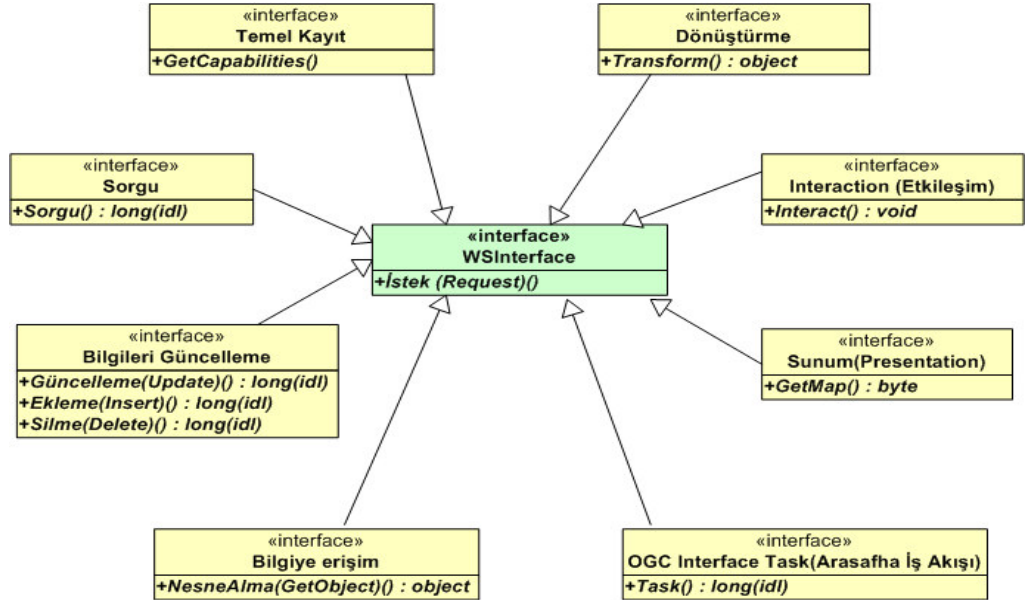 «interface»
Temel Kayıt
+GetCapabilities()
«interface»
Dönüştürme
+Transform() : object
«interface»
Sorgu
+Sorgu() : long(idl)
«interface»
Interaction (Etkileşim)
+Interact() : void
«interface»
WSInterface
+İstek (Request)()
«interface»
Bilgileri Güncelleme
+Güncelleme(Update)() : long(idl)
+Ekleme(Insert)() : long(idl)
+Silme(Delete)() : long(idl)
«interface»
Sunum(Presentation)
+GetMap() : byte
«interface»
Bilgiye erişim
+NesneAlma(GetObject)() : object
«interface»
OGC Interface Task(Arasafha İş Akışı)
+Task() : long(idl)